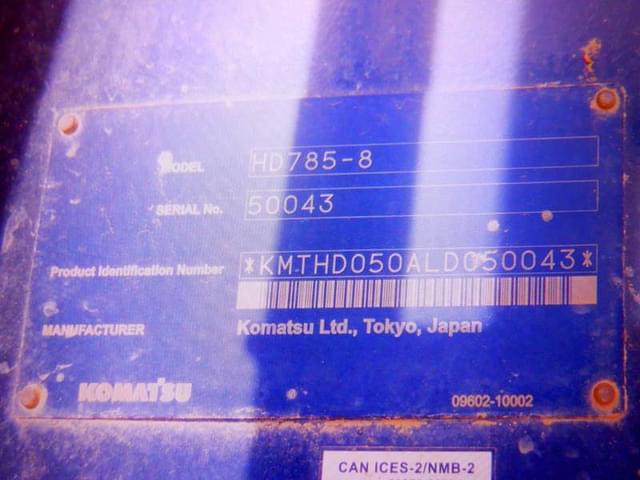 MODEL HD785-8
SERIAL No. 50043
Product Identification Number *KMTHD050ALD050043*
MANUFACTURER Komatsu Ltd., Tokyo, Japan
KOMATSU 09602-10002
CAN ICES-2/NMB-2